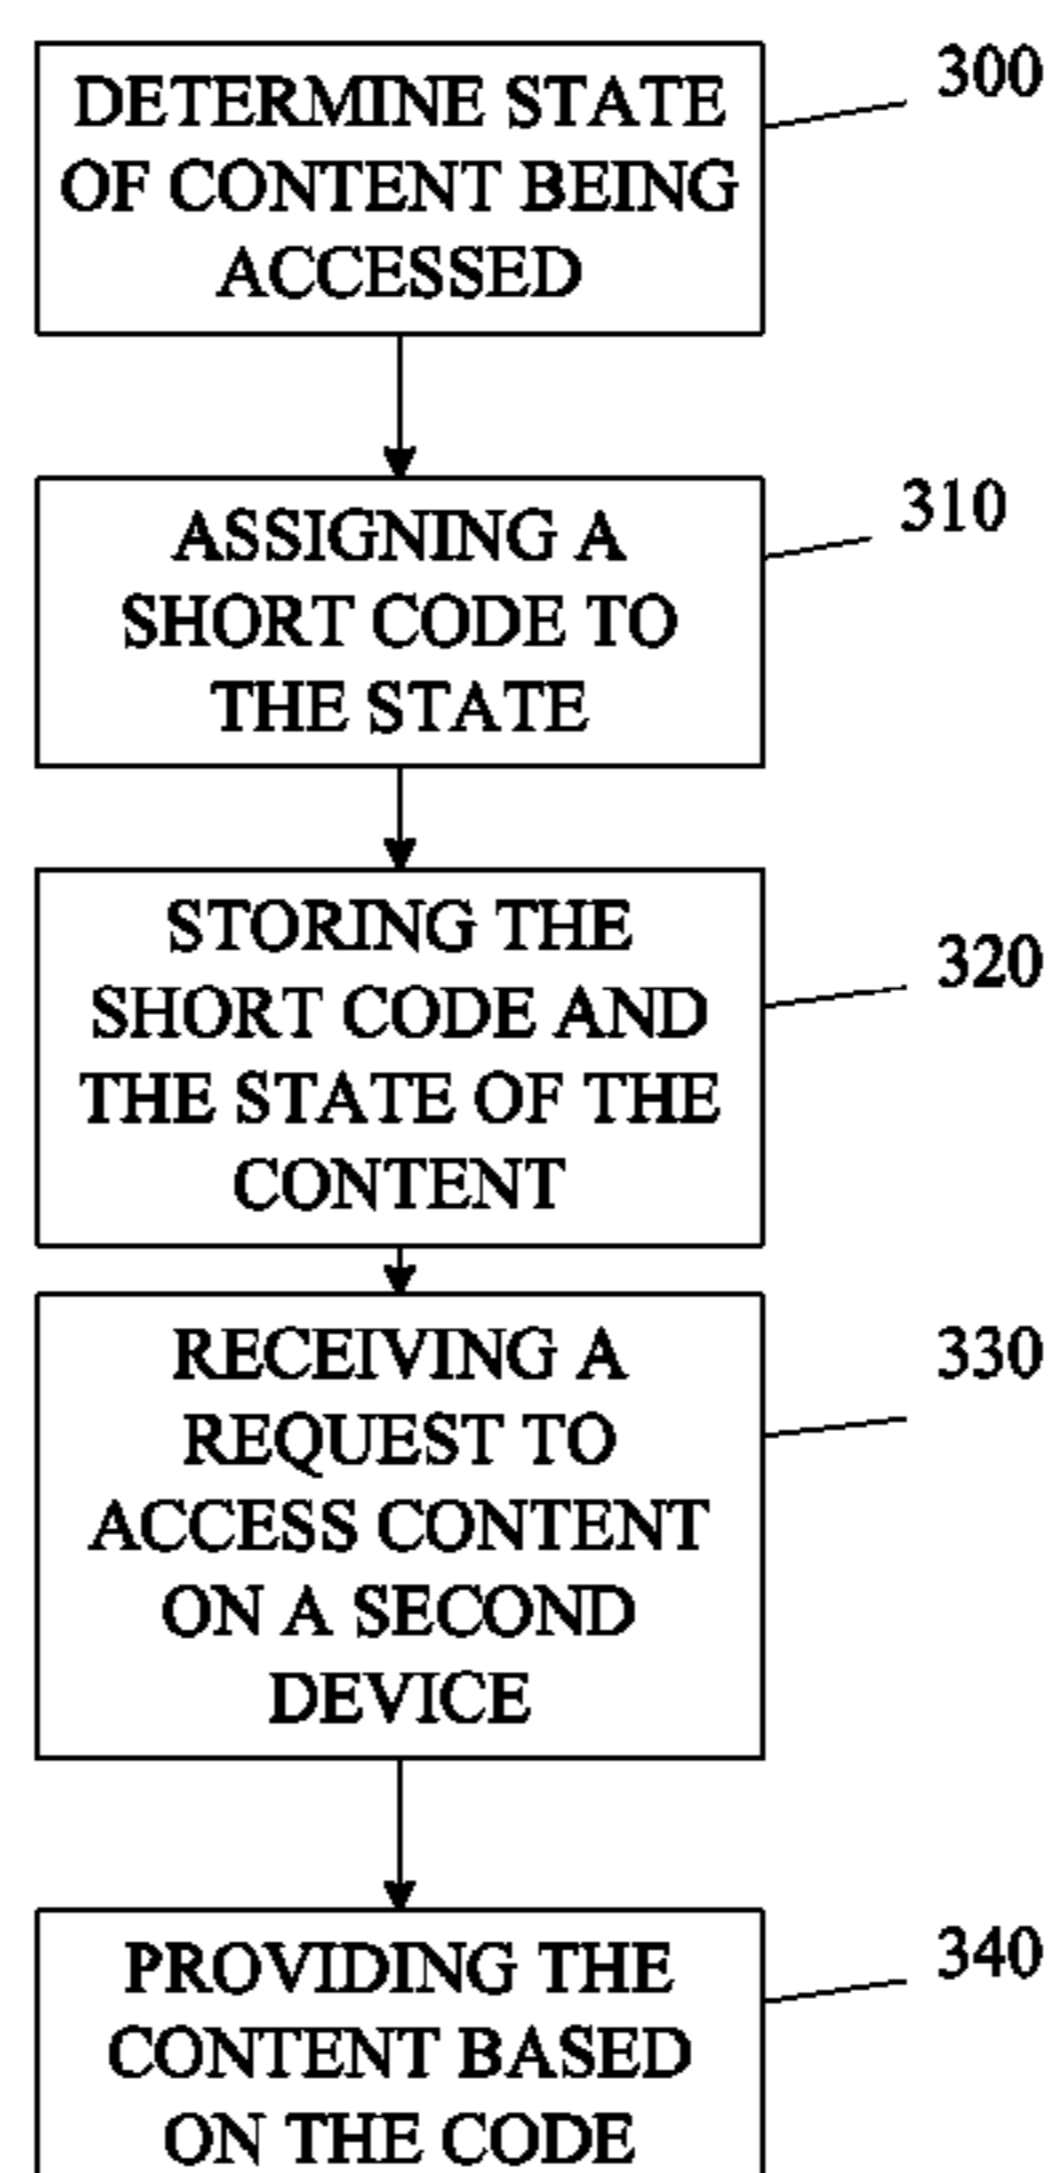 DETERMINE STATE
OF CONTENT BEING
ACCESSED
300
ASSIGNING A
SHORT CODE TO
THE STATE
310
STORING THE
SHORT CODE AND
THE STATE OF THE
CONTENT
320
RECEIVING A
REQUEST TO
ACCESS CONTENT
ON A SECOND
DEVICE
330
PROVIDING THE
CONTENT BASED
ON THE CODE
340